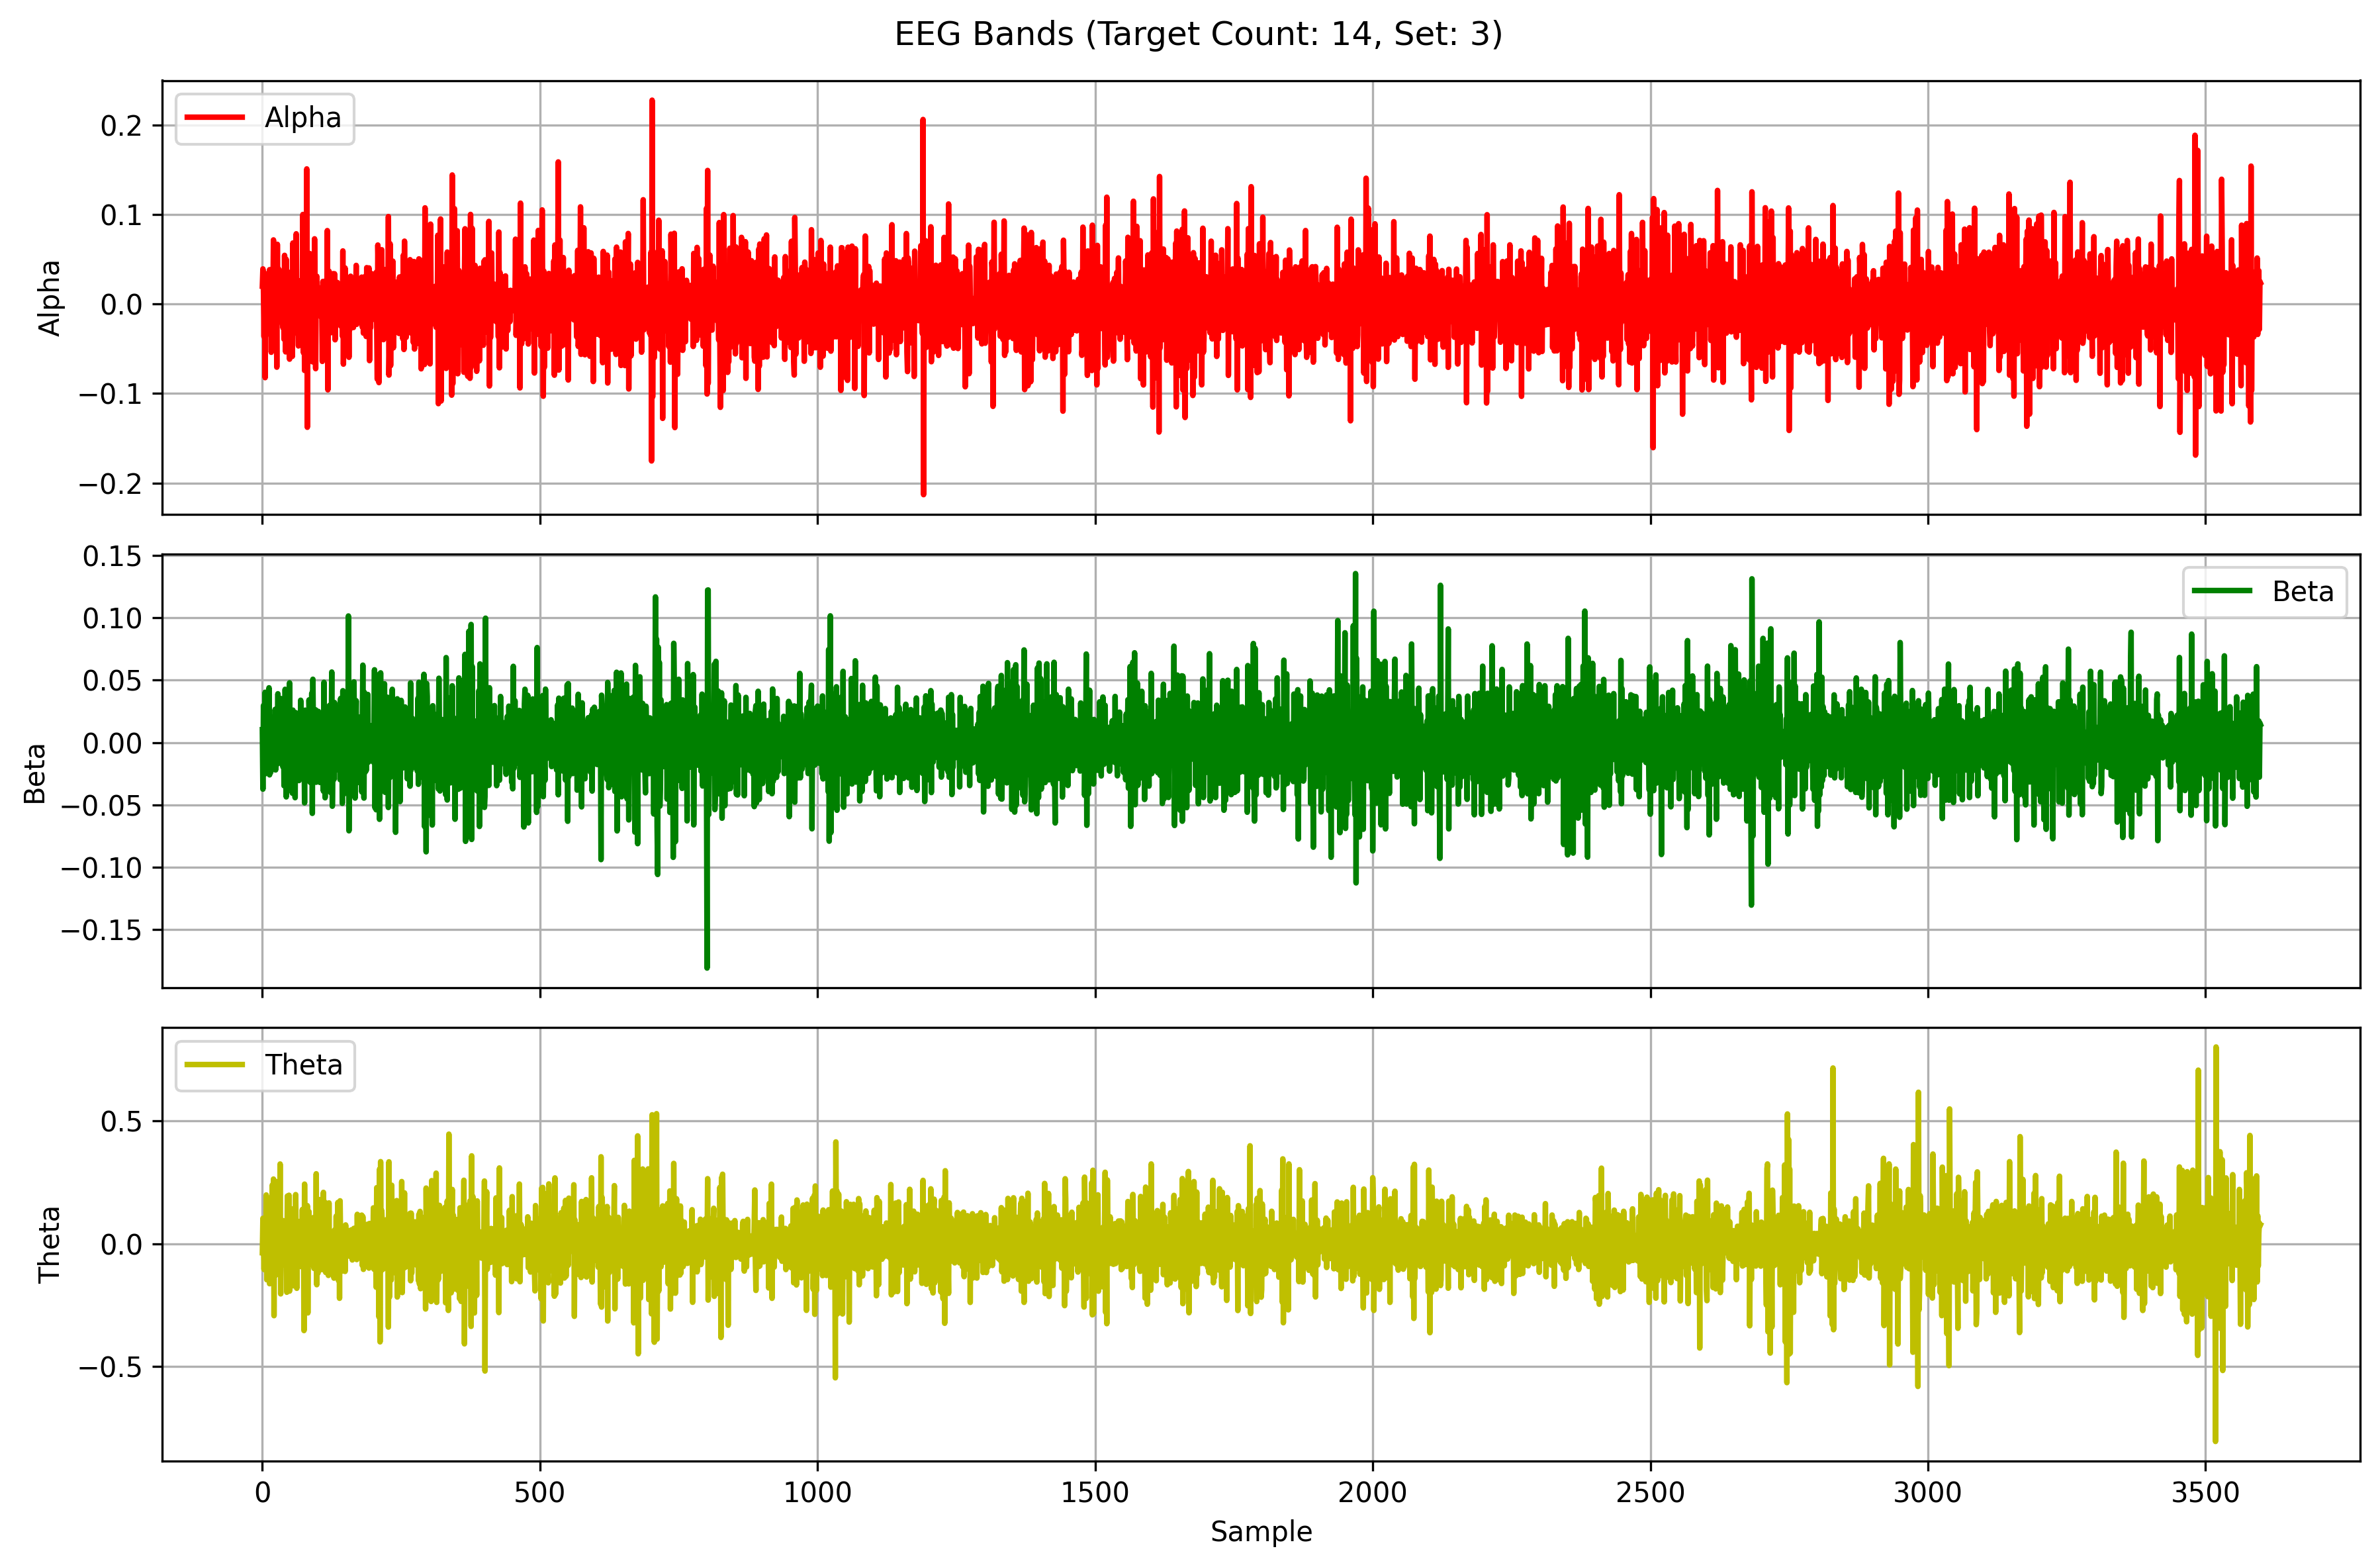 EEG Bands (Target Count: 14, Set: 3)
Alpha
0.2
0.1
0.0
−0.1
−0.2
Alpha
Beta
0.15
0.10
0.05
0.00
−0.05
−0.10
−0.15
Beta
Theta
0.5
0.0
−0.5
Theta
0 500 1000 1500 2000 2500 3000 3500
Sample